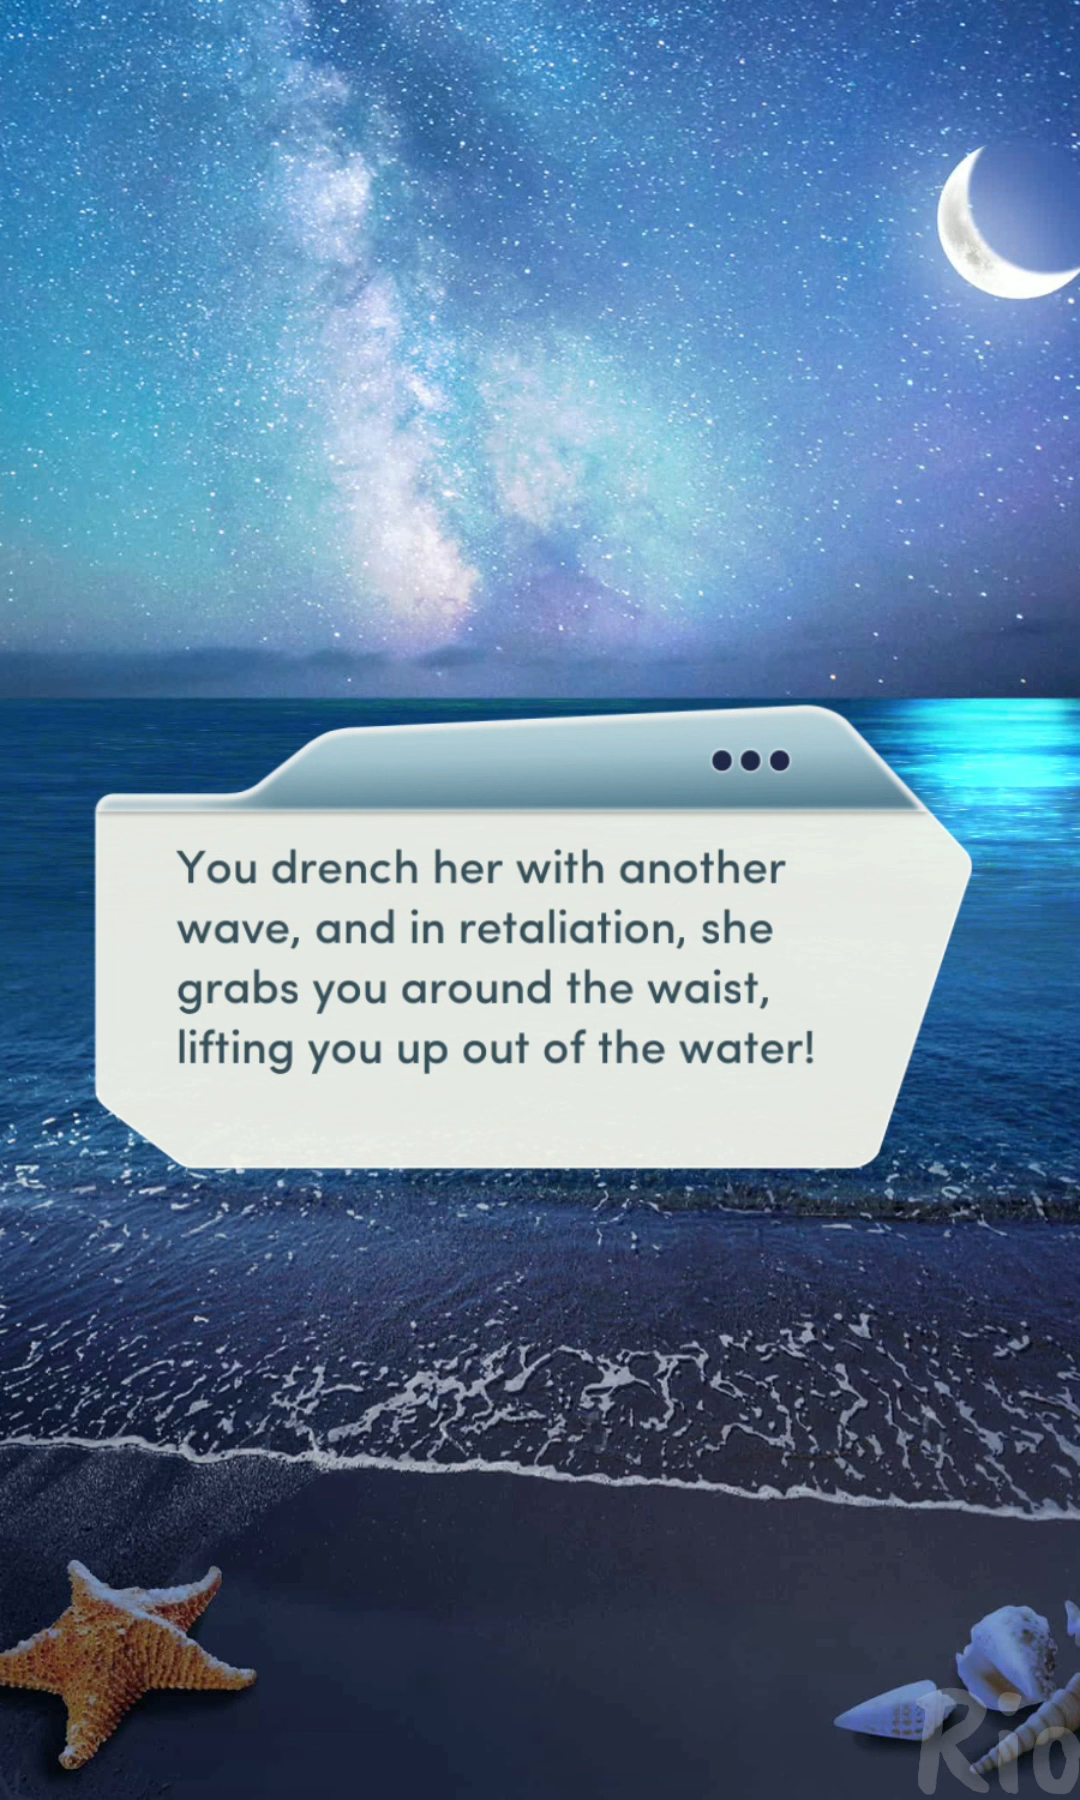 You drench her with another
wave, and in retaliation, she
grabs you around the waist,
lifting you up out of the water!
Rio